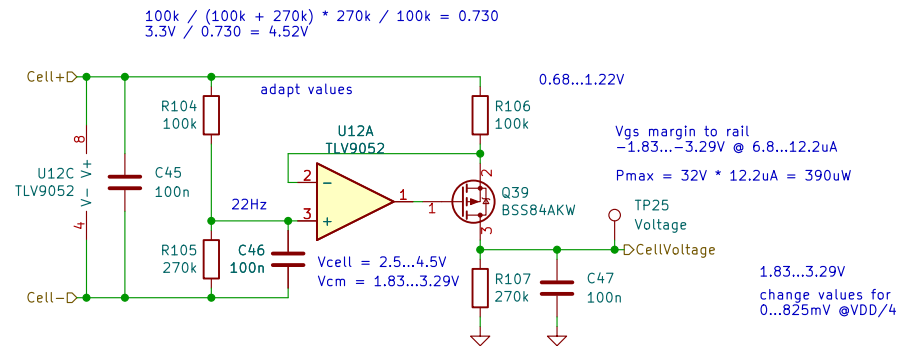 100k / (100k + 270k) * 270k / 100k = 0.730
3.3V / 0.730 = 4.52V
Cell+
adapt values
0.68...1.22V
R104
100k
R106
100k
U12A
TLV9052
Vgs margin to rail
-1.83...-3.29V @ 6.8...12.2uA
Pmax = 32V * 12.2uA = 390uW
8
V+
U12C
TLV9052
V-
4
C45
100n
2
-
1
3
+
22Hz
2
1
3
Q39
BSS84AKW
TP25
Voltage
CellVoltage
R105
270k
C46
100n
Vcell = 2.5...4.5V
Vcm = 1.83...3.29V
R107
270k
C47
100n
Cell-
1.83...3.29V
change values for
0...825mV @VDD/4